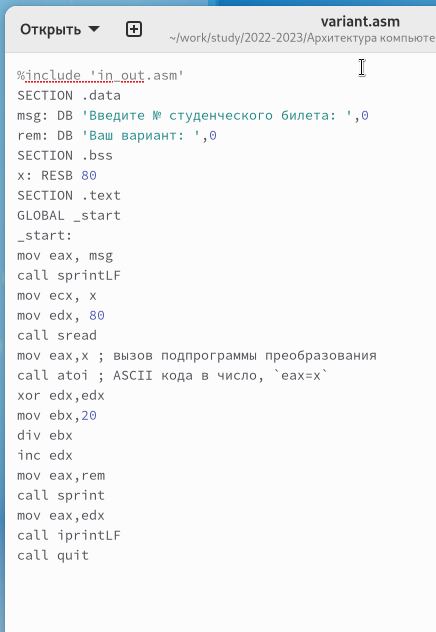 Открыть
variant.asm
~/work/study/2022-2023/Архитектура компьюте
%include 'in_out.asm'
SECTION .data
msg: DB 'Введите № студенческого билета: ',0
rem: DB 'Ваш вариант: ',0
SECTION .bss
x: RESB 80
SECTION .text
GLOBAL _start
_start:
mov eax, msg
call sprintLF
mov ecx, x
mov edx, 80
call sread
mov eax,x ; вызов подпрограммы преобразования
call atoi ; ASCII кода в число, `eax=x`
xor edx,edx
mov ebx,20
div ebx
inc edx
mov eax,rem
call sprint
mov eax,edx
call iprintLF
call quit